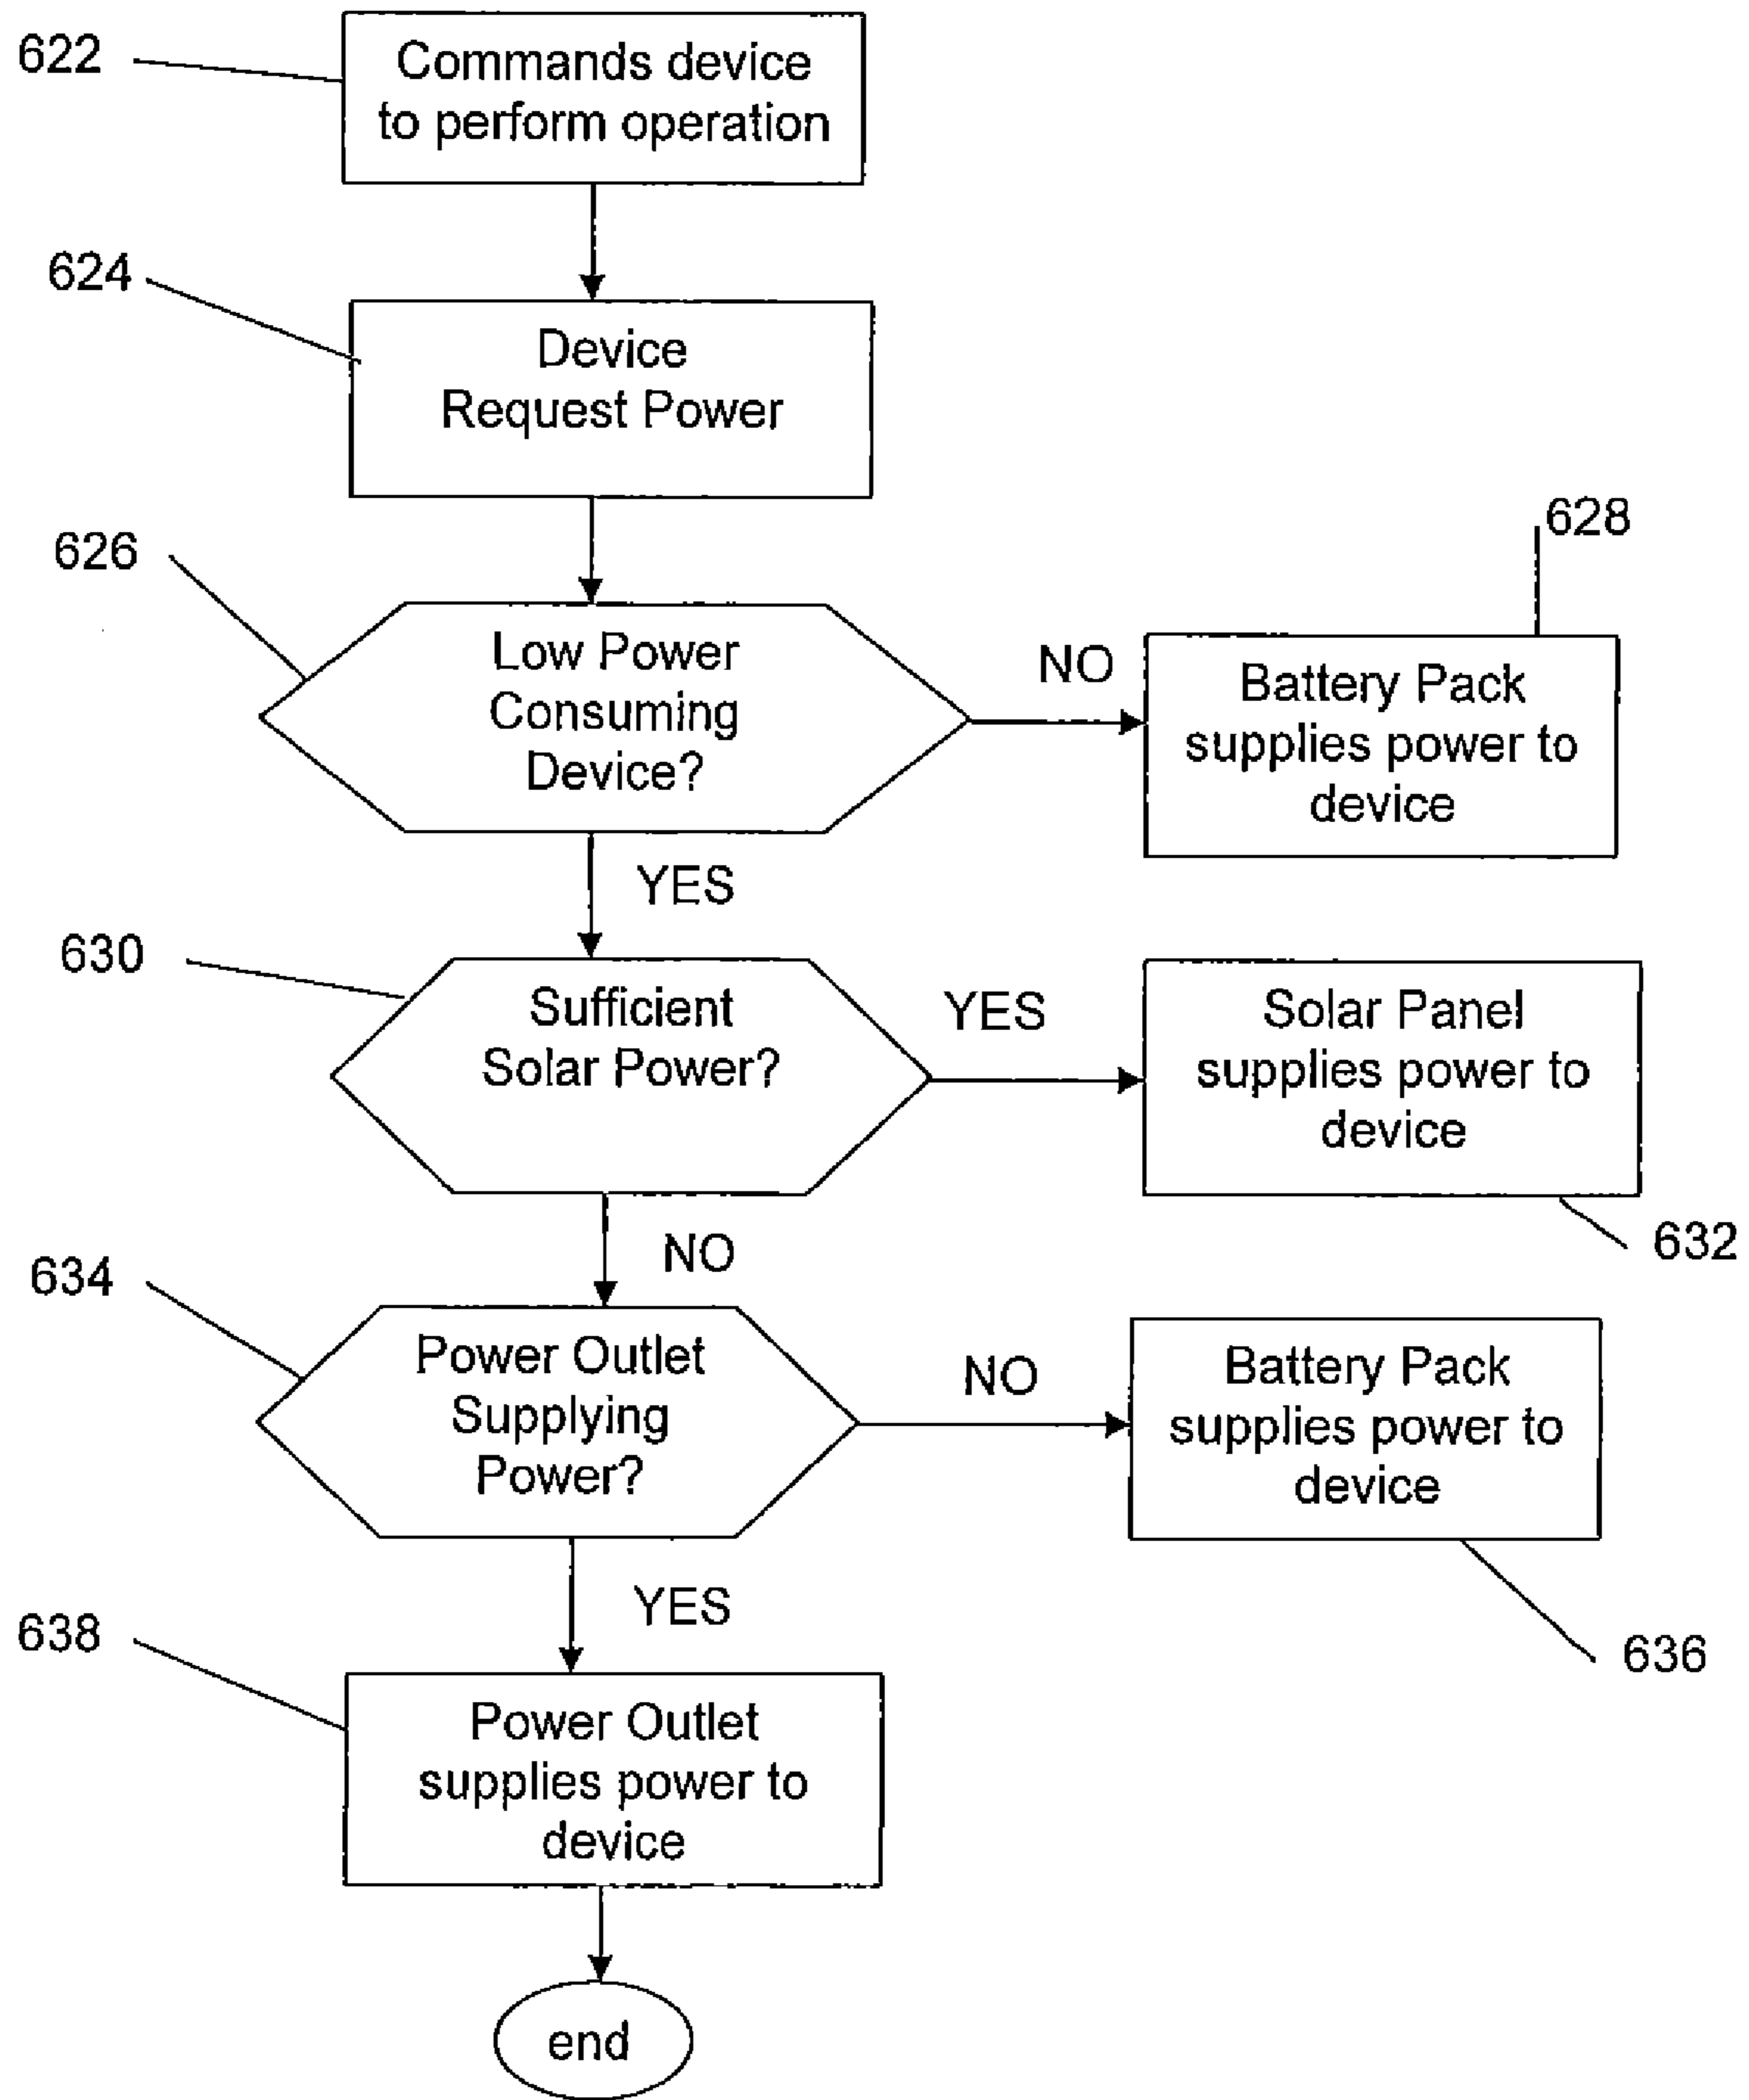 622
Commands device
to perform operation
624
Device
Request Power
626
Low Power
Consuming
Device?
NO
628
Battery Pack
supplies power to
device
YES
630
Sufficient
Solar Power?
YES
Solar Panel
supplies power to
device
632
NO
634
Power Outlet
Supplying
Power?
NO
Battery Pack
supplies power to
device
636
YES
638
Power Outlet
supplies power to
device
end